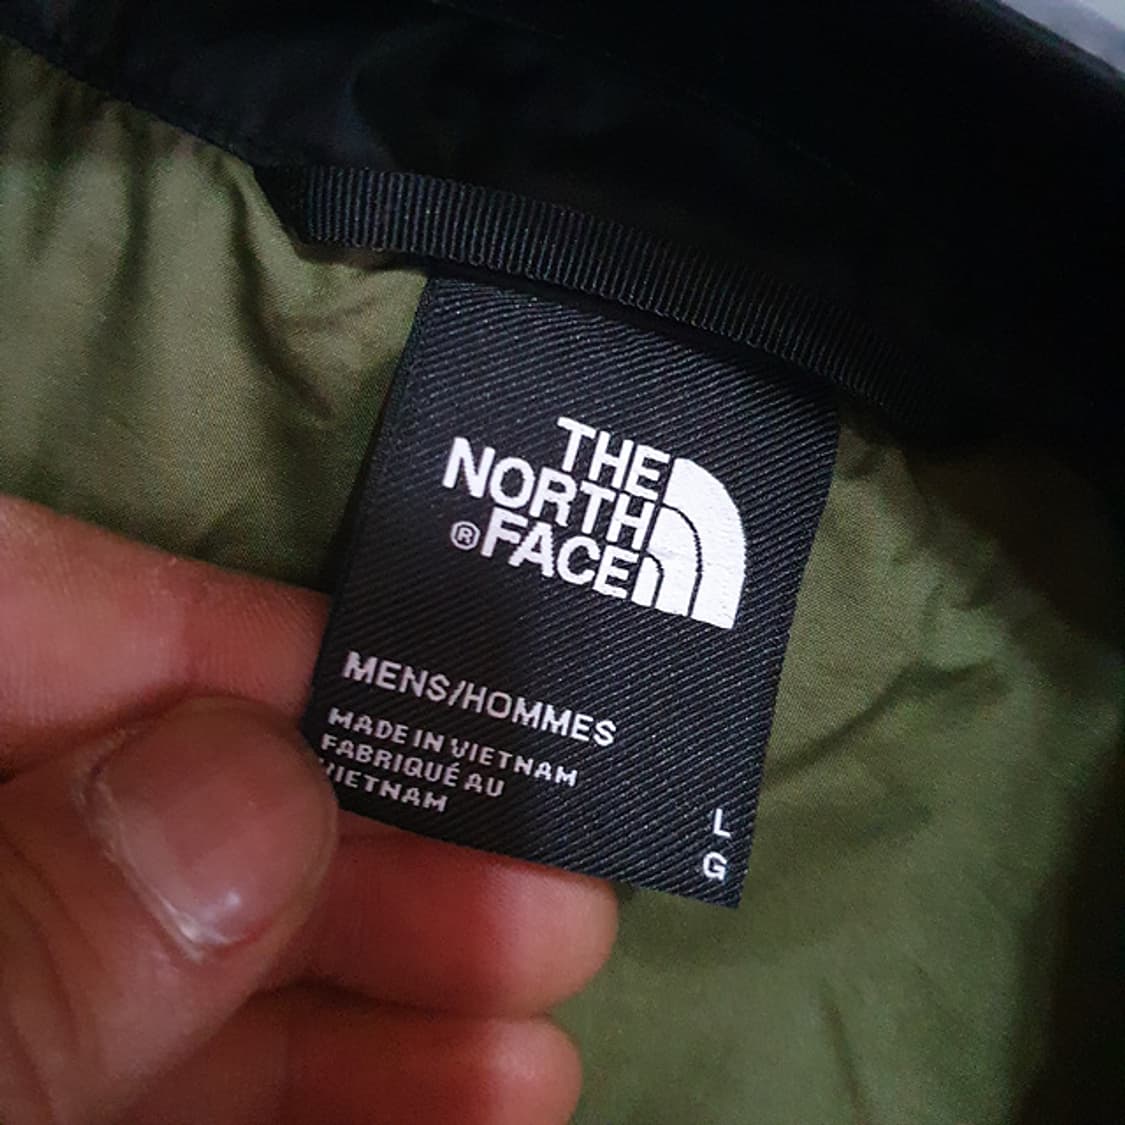 THE
NORTH
®FACE
MENS/HOMMES
MADE IN VIETNAM
FABRIQUÉ AU
VIETNAM
L
G